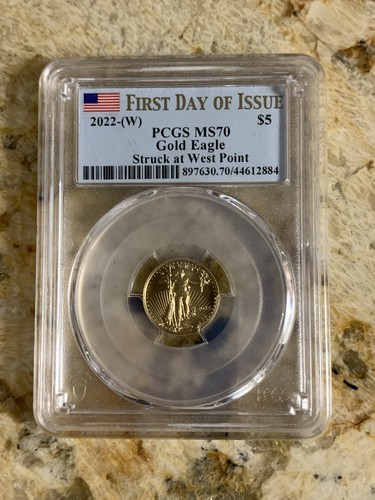 FIRST DAY OF ISSUE
2022-(W) $5
PCGS MS70
Gold Eagle
Struck at West Point
897630.70/44612884